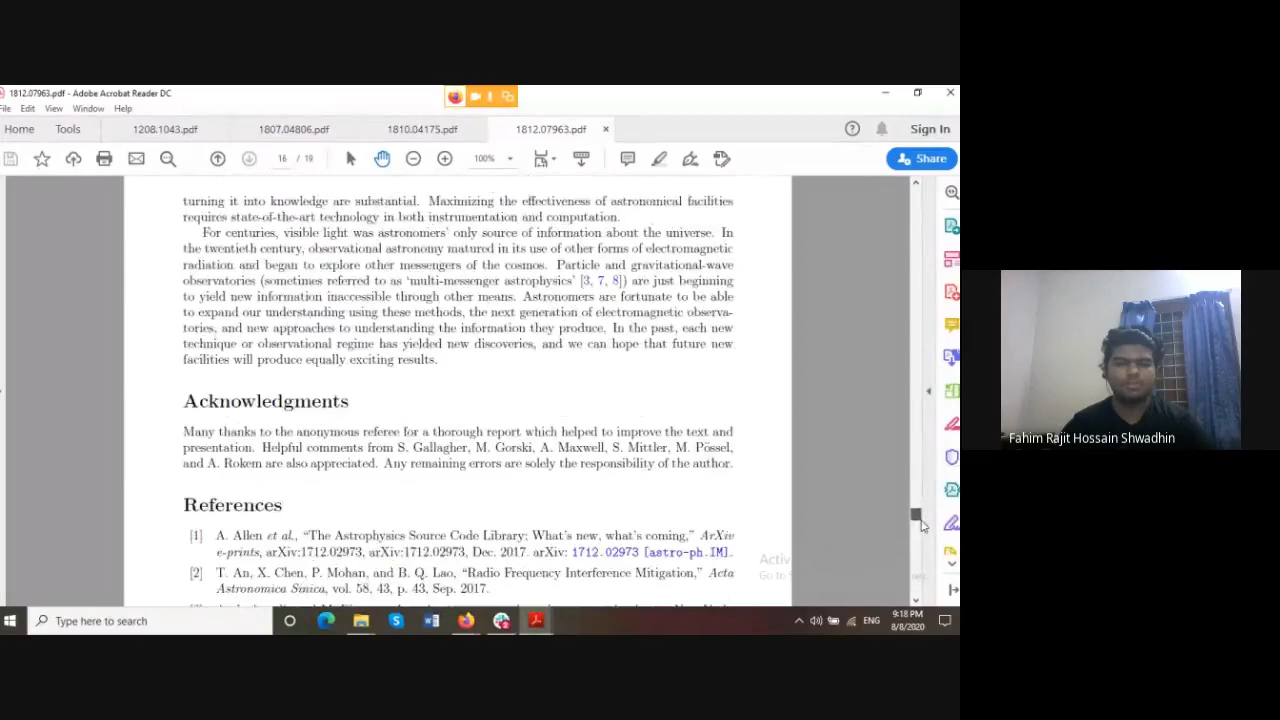 1812.07963.pdf - Adobe Acrobat Reader DC
File Edit View Window Help
Home Tools 1208.1043.pdf 1807.04806.pdf 1810.04175.pdf 1812.07963.pdf × Sign In
16 / 19 100% Share
turning it into knowledge are substantial. Maximizing the effectiveness of astronomical facilities
requires state-of-the-art technology in both instrumentation and computation.
For centuries, visible light was astronomers' only source of information about the universe. In
the twentieth century, observational astronomy matured in its use of other forms of electromagnetic
radiation and began to explore other messengers of the cosmos. Particle and gravitational-wave
observatories (sometimes referred to as 'multi-messenger astrophysics' [3, 7, 8]) are just beginning
to yield new information inaccessible through other means. Astronomers are fortunate to be able
to expand our understanding using these methods, the next generation of electromagnetic observa-
tories, and new approaches to understanding the information they produce. In the past, each new
technique or observational regime has yielded new discoveries, and we can hope that future new
facilities will produce equally exciting results.
Acknowledgments
Many thanks to the anonymous referee for a thorough report which helped to improve the text and
presentation. Helpful comments from S. Gallagher, M. Gorski, A. Maxwell, S. Mittler, M. Pössel,
and A. Rokem are also appreciated. Any remaining errors are solely the responsibility of the author.
References
[1] A. Allen et al., "The Astrophysics Source Code Library: What's new, what's coming," ArXiv
e-prints, arXiv:1712.02973, arXiv:1712.02973, Dec. 2017. arXiv: 1712.02973 [astro-ph.IM].
[2] T. An, X. Chen, P. Mohan, and B. Q. Lao, "Radio Frequency Interference Mitigation," Acta
Astronomica Sinica, vol. 58, 43, p. 43, Sep. 2017.
Activ
Go to
Type here to search
ENG
9:18 PM
8/8/2020
Fahim Rajit Hossain Shwadhin